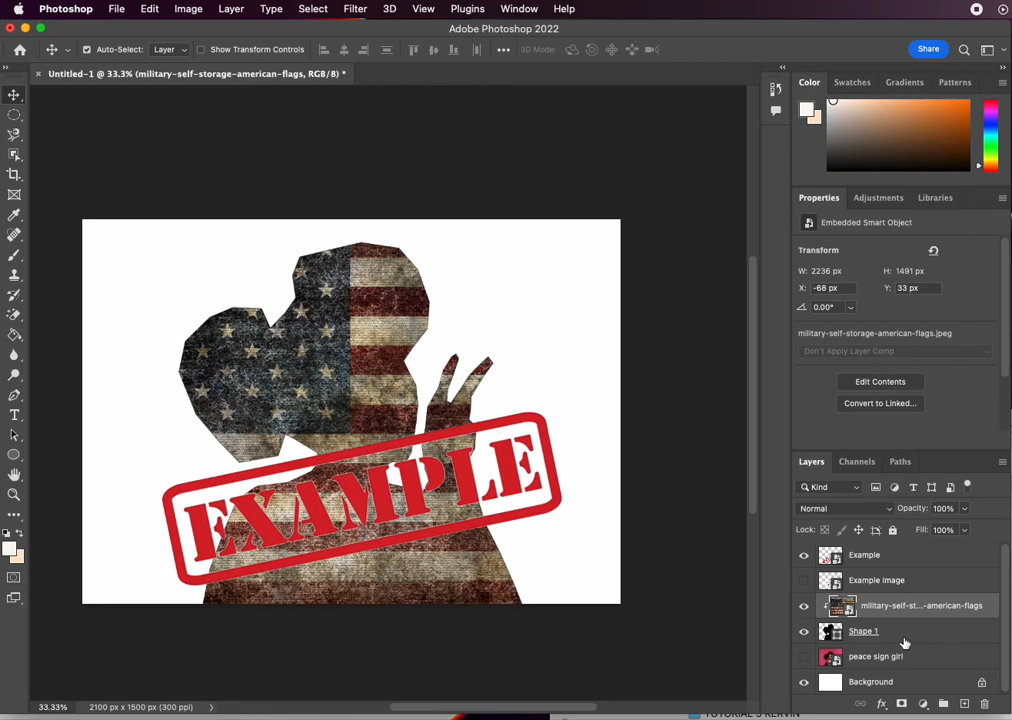 Photoshop File Edit Image Layer Type Select Filter 3D View Plugins Window Help
Adobe Photoshop 2022
Auto-Select: Layer Show Transform Controls 3D Mode: Share
Untitled-1 @ 33.3% (military-self-storage-american-flags, RGB/8) *
Color Swatches Gradients Patterns
Properties Adjustments Libraries
Embedded Smart Object
Transform
W: 2236 px H: 1491 px
X: -68 px Y: 33 px
0.00°
military-self-storage-american-flags.jpeg
Don't Apply Layer Comp
Edit Contents
Convert to Linked...
EXAMPLE
Layers Channels Paths
Kind
Normal Opacity: 100%
Lock: Fill: 100%
Example
Example Image
military-self-st...-american-flags
Shape 1
peace sign girl
Background
33.33% 2100 px x 1500 px (300 ppi)
TUTORIAL'S KERVIN